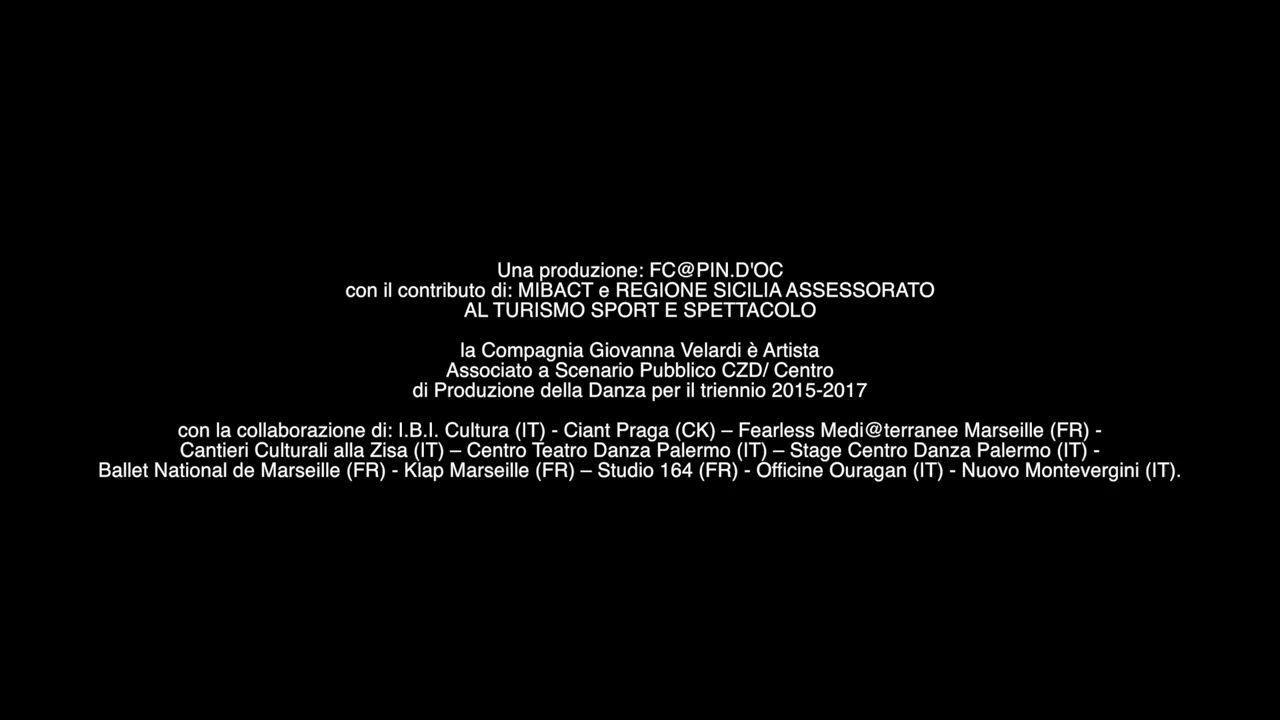 Una produzione: FC@PIN.D'OC
con il contributo di: MIBACT e REGIONE SICILIA ASSESSORATO
AL TURISMO SPORT E SPETTACOLO
la Compagnia Giovanna Velardi è Artista
Associato a Scenario Pubblico CZD/ Centro
di Produzione della Danza per il triennio 2015-2017
con la collaborazione di: I.B.I. Cultura (IT) - Ciant Praga (CK) – Fearless Medi@terranee Marseille (FR) -
Cantieri Culturali alla Zisa (IT) – Centro Teatro Danza Palermo (IT) – Stage Centro Danza Palermo (IT) -
Ballet National de Marseille (FR) - Klap Marseille (FR) – Studio 164 (FR) - Officine Ouragan (IT) - Nuovo Montevergini (IT).